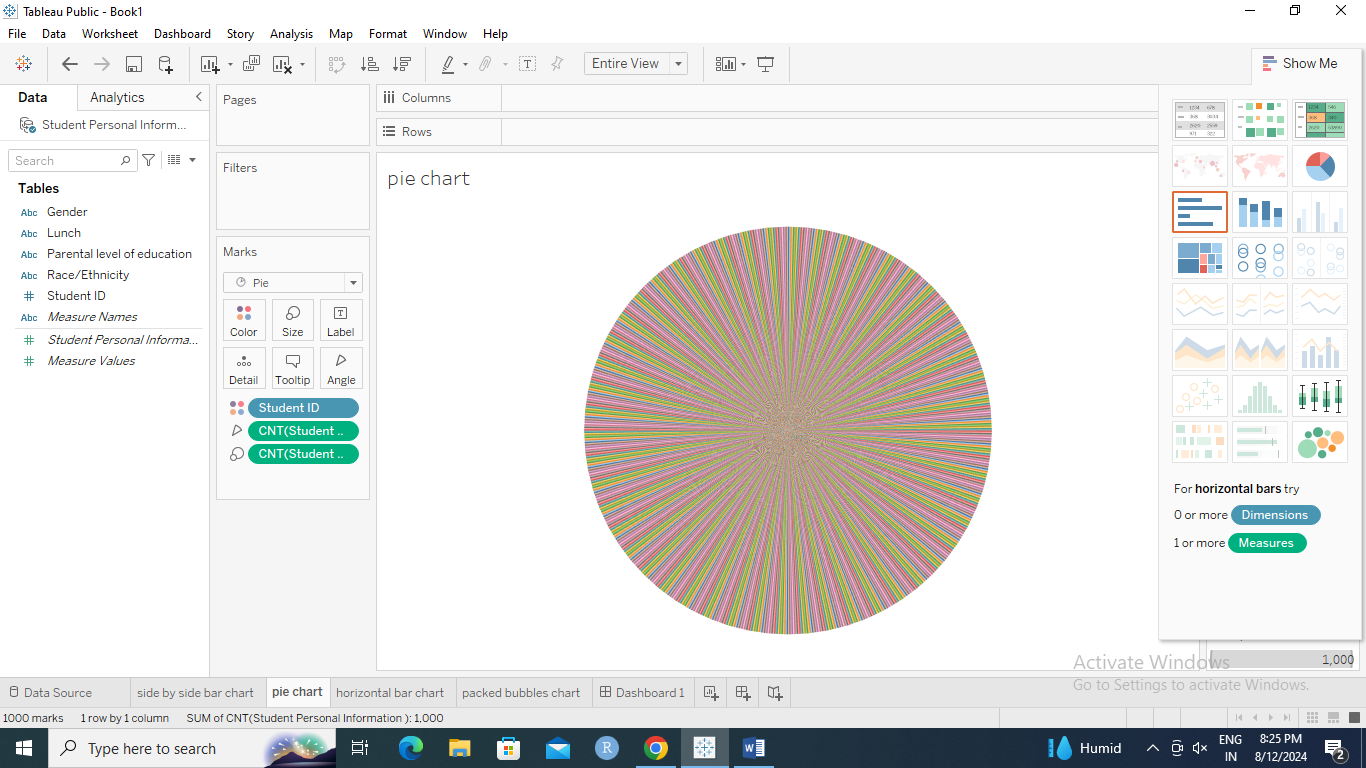 Tableau Public - Book1
File Data Worksheet Dashboard Story Analysis Map Format Window Help
Entire View
Show Me
Data Analytics
Student Personal Inform...
Search
Tables
Abc Gender
Abc Lunch
Abc Parental level of education
Abc Race/Ethnicity
# Student ID
Abc Measure Names
# Student Personal Informa...
# Measure Values
Pages
Filters
Marks
Pie
Color Size Label
Detail Tooltip Angle
Student ID
CNT(Student ..
CNT(Student ..
Columns
Rows
pie chart
For horizontal bars try
0 or more Dimensions
1 or more Measures
1,000
Activate Windows
Go to Settings to activate Windows.
Data Source side by side bar chart pie chart horizontal bar chart packed bubbles chart Dashboard 1
1000 marks 1 row by 1 column SUM of CNT(Student Personal Information ): 1,000
Type here to search
Humid
ENG
IN
8:25 PM
8/12/2024
2